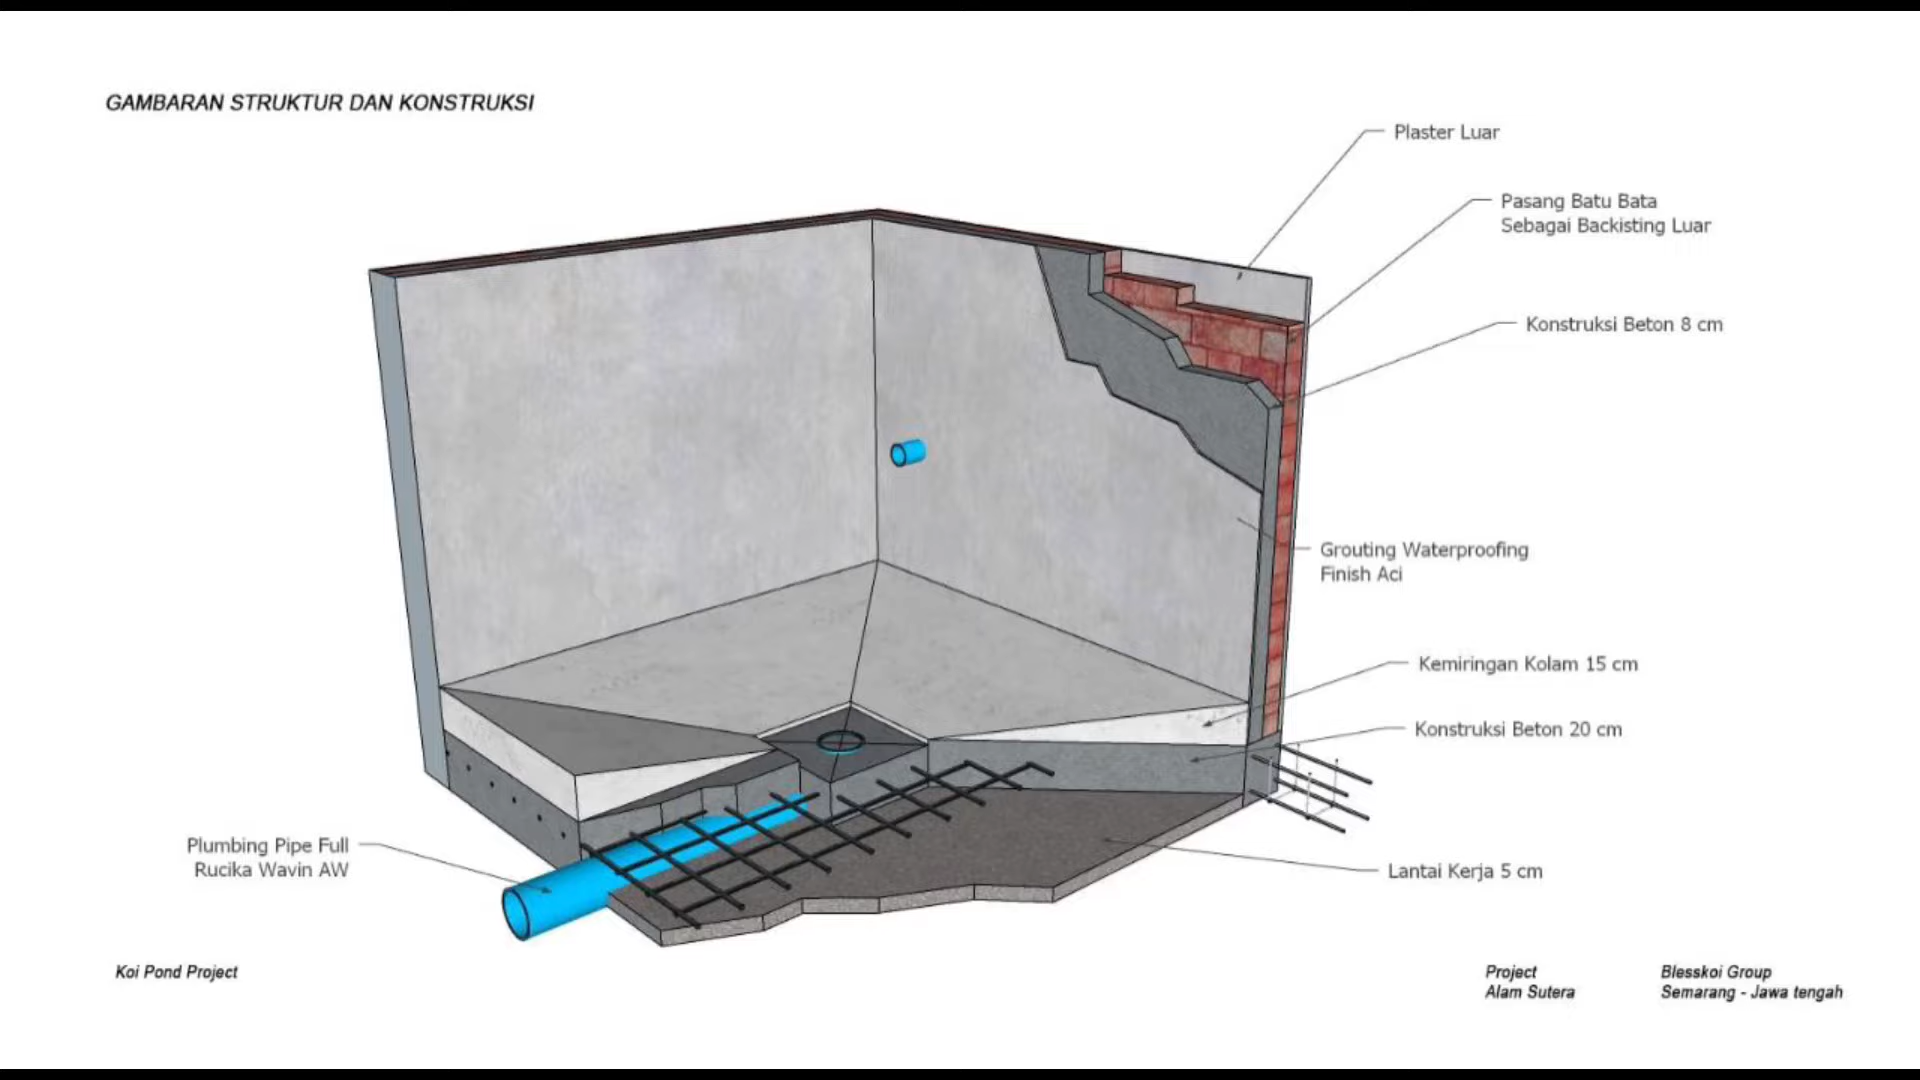 GAMBARAN STRUKTUR DAN KONSTRUKSI
Plaster Luar
Pasang Batu Bata
Sebagai Backisting Luar
Konstruksi Beton 8 cm
Grouting Waterproofing
Finish Aci
Kemiringan Kolam 15 cm
Konstruksi Beton 20 cm
Plumbing Pipe Full
Rucika Wavin AW
Lantai Kerja 5 cm
Koi Pond Project
Project
Alam Sutera
Blesskoi Group
Semarang - Jawa tengah